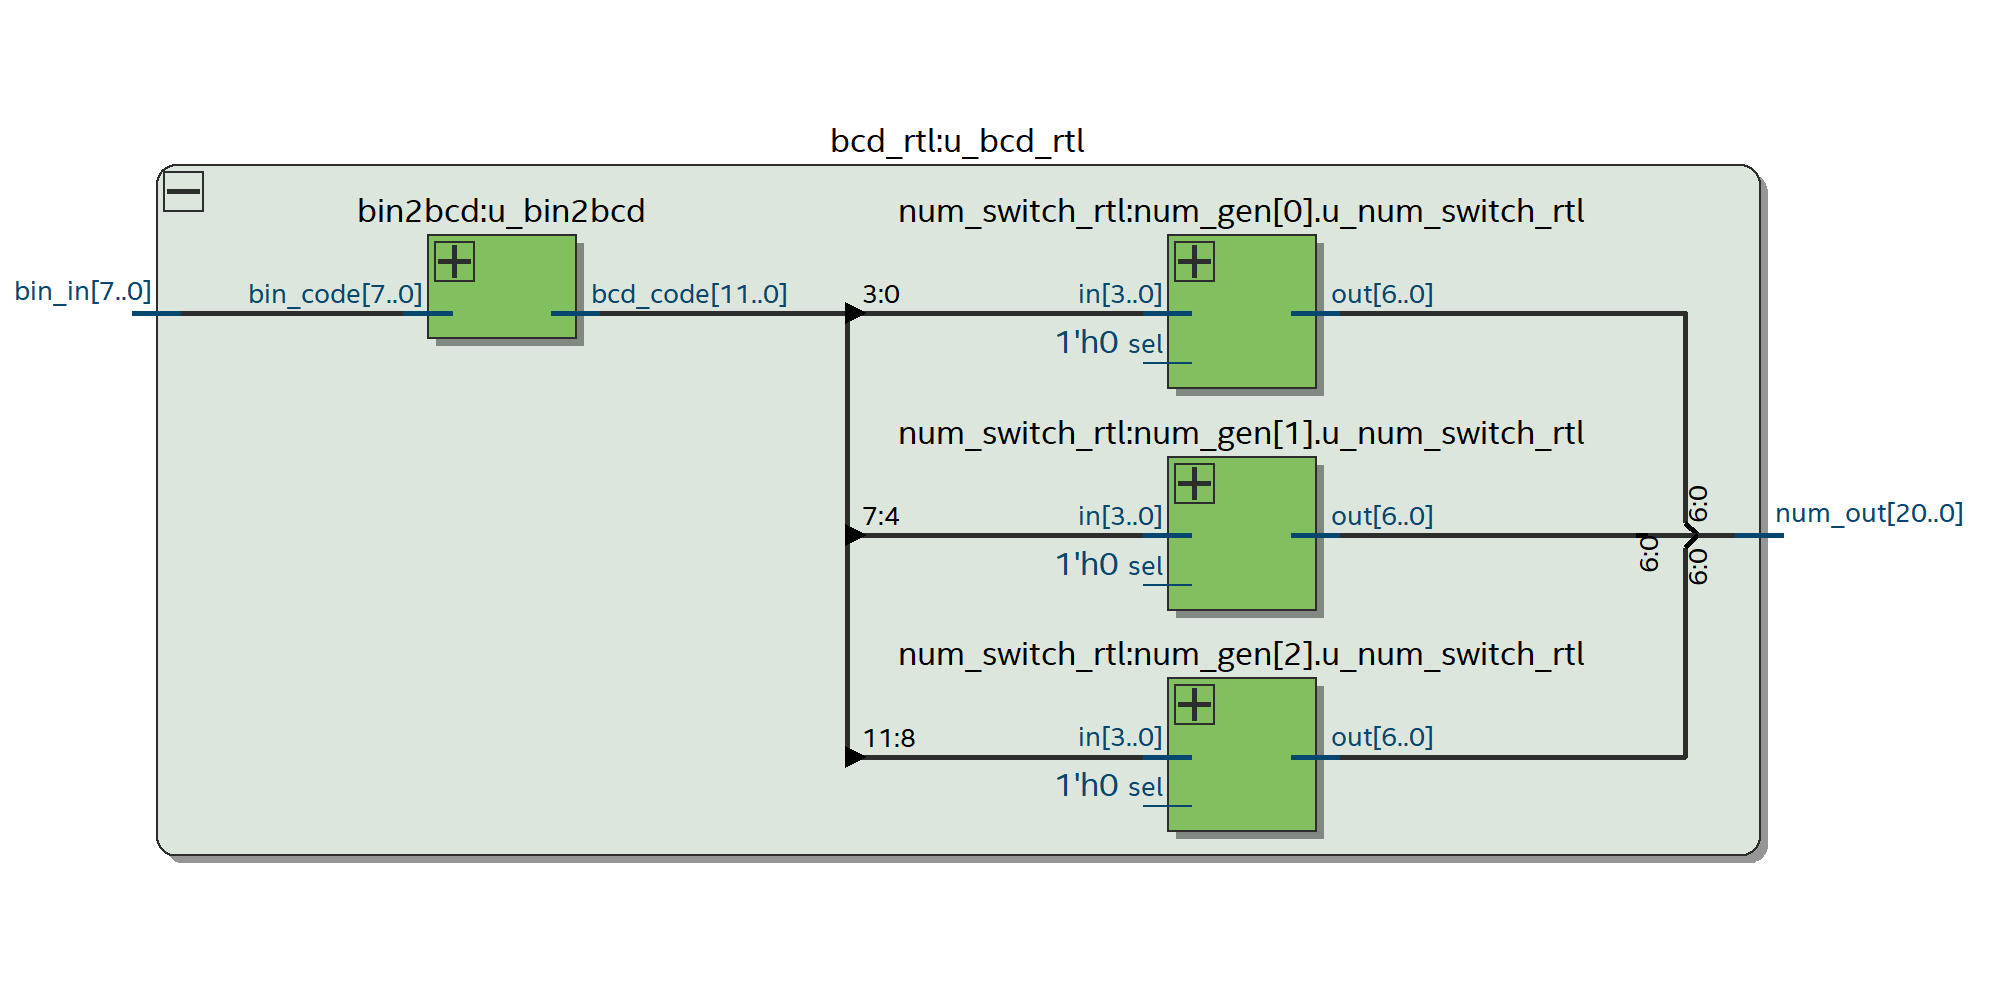 bcd_rtl:u_bcd_rtl
bin2bcd:u_bin2bcd
num_switch_rtl:num_gen[0].u_num_switch_rtl
bin_in[7..0]
bin_code[7..0]
bcd_code[11..0]
3:0
in[3..0]
out[6..0]
1'h0 sel
num_switch_rtl:num_gen[1].u_num_switch_rtl
7:4
in[3..0]
out[6..0]
1'h0 sel
6:0
6:0
6:0
num_out[20..0]
num_switch_rtl:num_gen[2].u_num_switch_rtl
11:8
in[3..0]
out[6..0]
1'h0 sel